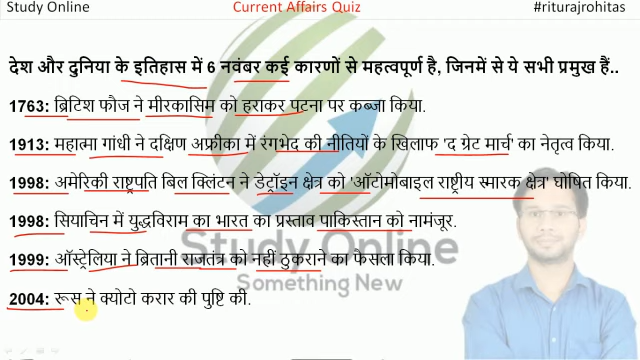 Study Online
Current Affairs Quiz
#riturajrohitas
देश और दुनिया के इतिहास में 6 नवंबर कई कारणों से महत्वपूर्ण है, जिनमें से ये सभी प्रमुख हैं..
1763: ब्रिटिश फौज ने मीरकासिम को हराकर पटना पर कब्जा किया.
1913: महात्मा गांधी ने दक्षिण अफ्रीका में रंगभेद की नीतियों के खिलाफ 'द ग्रेट मार्च' का नेतृत्व किया.
1998: अमेरिकी राष्ट्रपति बिल क्लिंटन ने डेट्रॉइन क्षेत्र को 'ऑटोमोबाइल राष्ट्रीय स्मारक क्षेत्र' घोषित किया.
1998: सियाचिन में युद्धविराम का भारत का प्रस्ताव पाकिस्तान को नामंजूर.
Study Online
1999: ऑस्ट्रेलिया ने ब्रितानी राजतंत्र को नहीं ठुकराने का फैसला किया.
Something New
2004: रूस ने क्योटो करार की पुष्टि की.